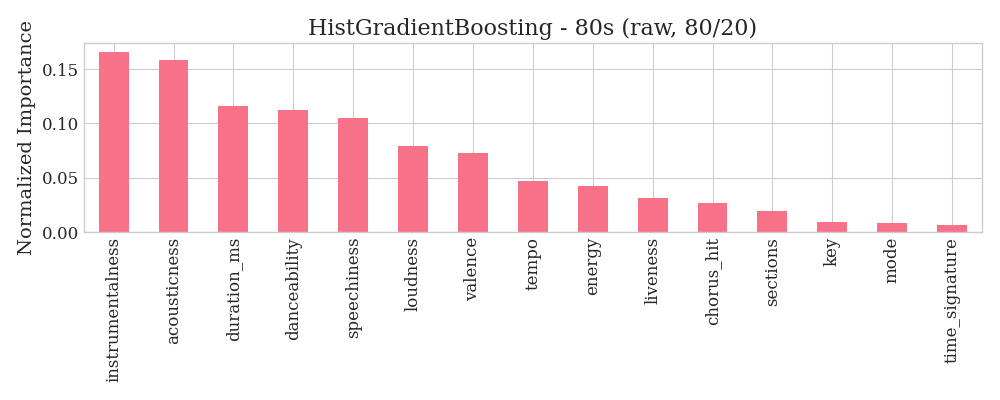 HistGradientBoosting - 80s (raw, 80/20)
Normalized Importance
0.15
0.10
0.05
0.00
instrumentalness
acousticness
duration_ms
danceability
speechiness
loudness
valence
tempo
energy
liveness
chorus_hit
sections
key
mode
time_signature